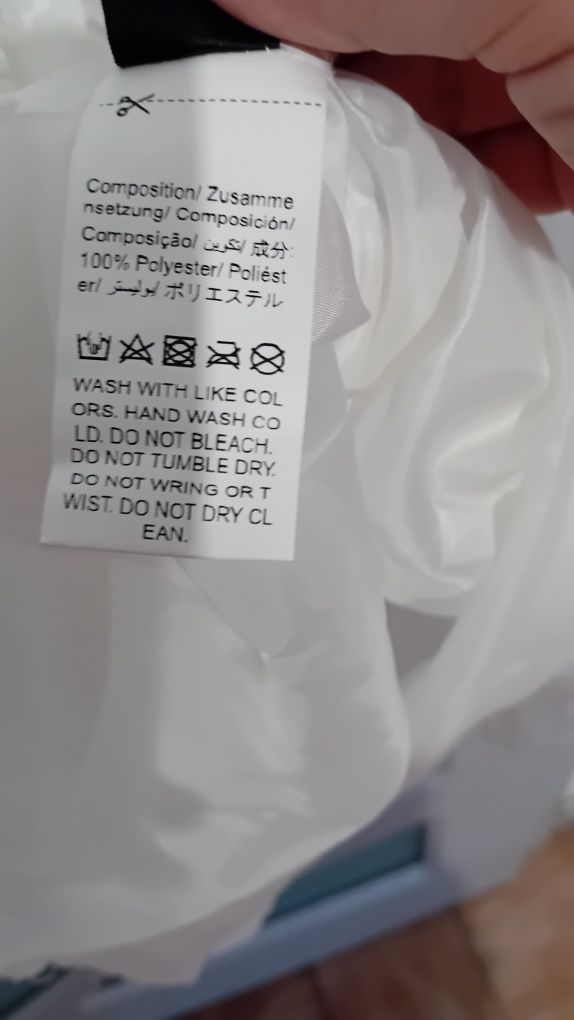 Composition/ Zusamme
nsetzung/ Composición/
Composição/ تكوين/ 成分:
100% Polyester/ Poliést
er/ بوليستر/ ポリエステル
WASH WITH LIKE COL
ORS. HAND WASH CO
LD. DO NOT BLEACH.
DO NOT TUMBLE DRY.
DO NOT WRING OR T
WIST. DO NOT DRY CL
EAN.